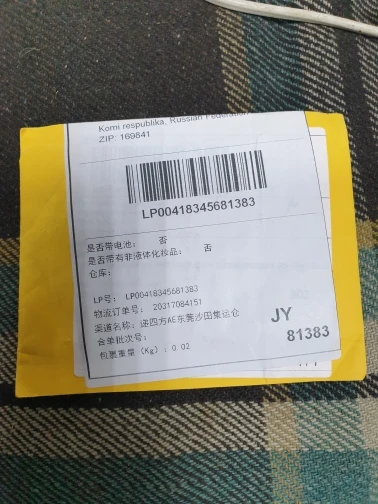 Komi respublika, Russian Federation
ZIP: 169841
LP00418345681383
是否带电池： 否
是否带有非液体化妆品： 否
仓库：
LP号： LP00418345681383
物流订单号： 20317084151
渠道名称： 递四方AE东莞沙田集运仓
合单批次号：
包裹重量（Kg）：0.02
JY
81383